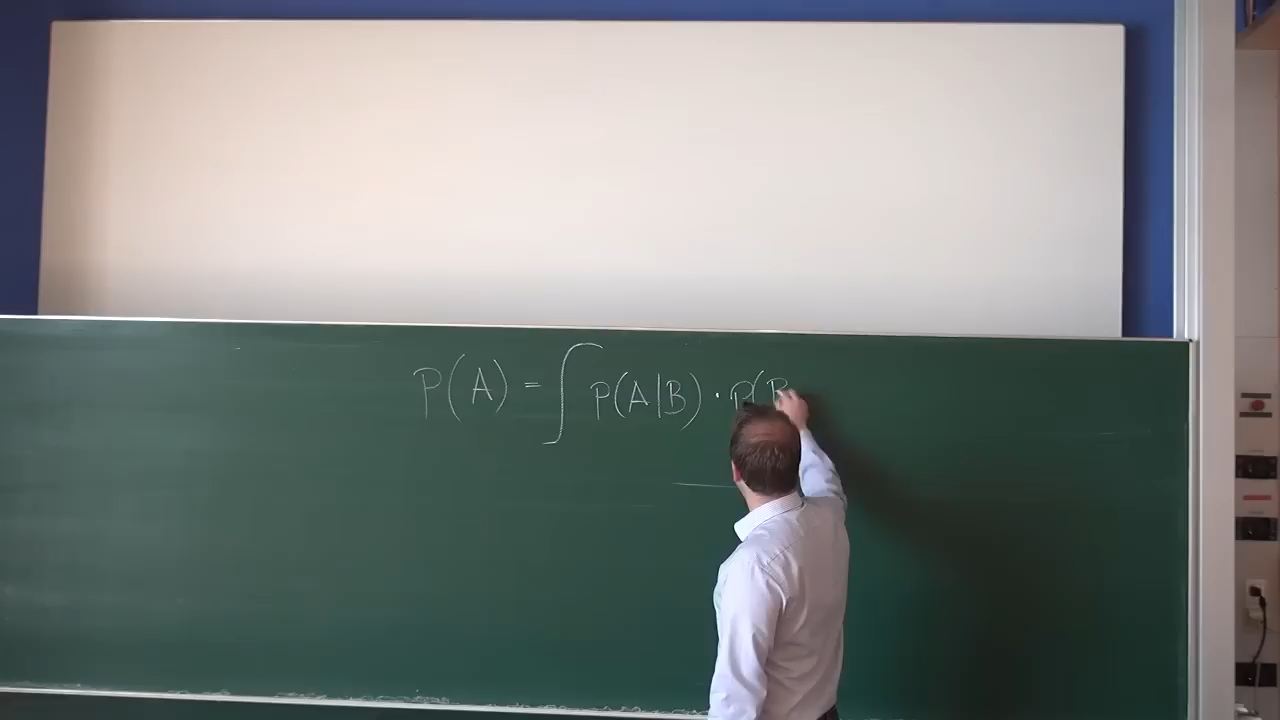 P(A) = ∫ P(A|B) · P(B